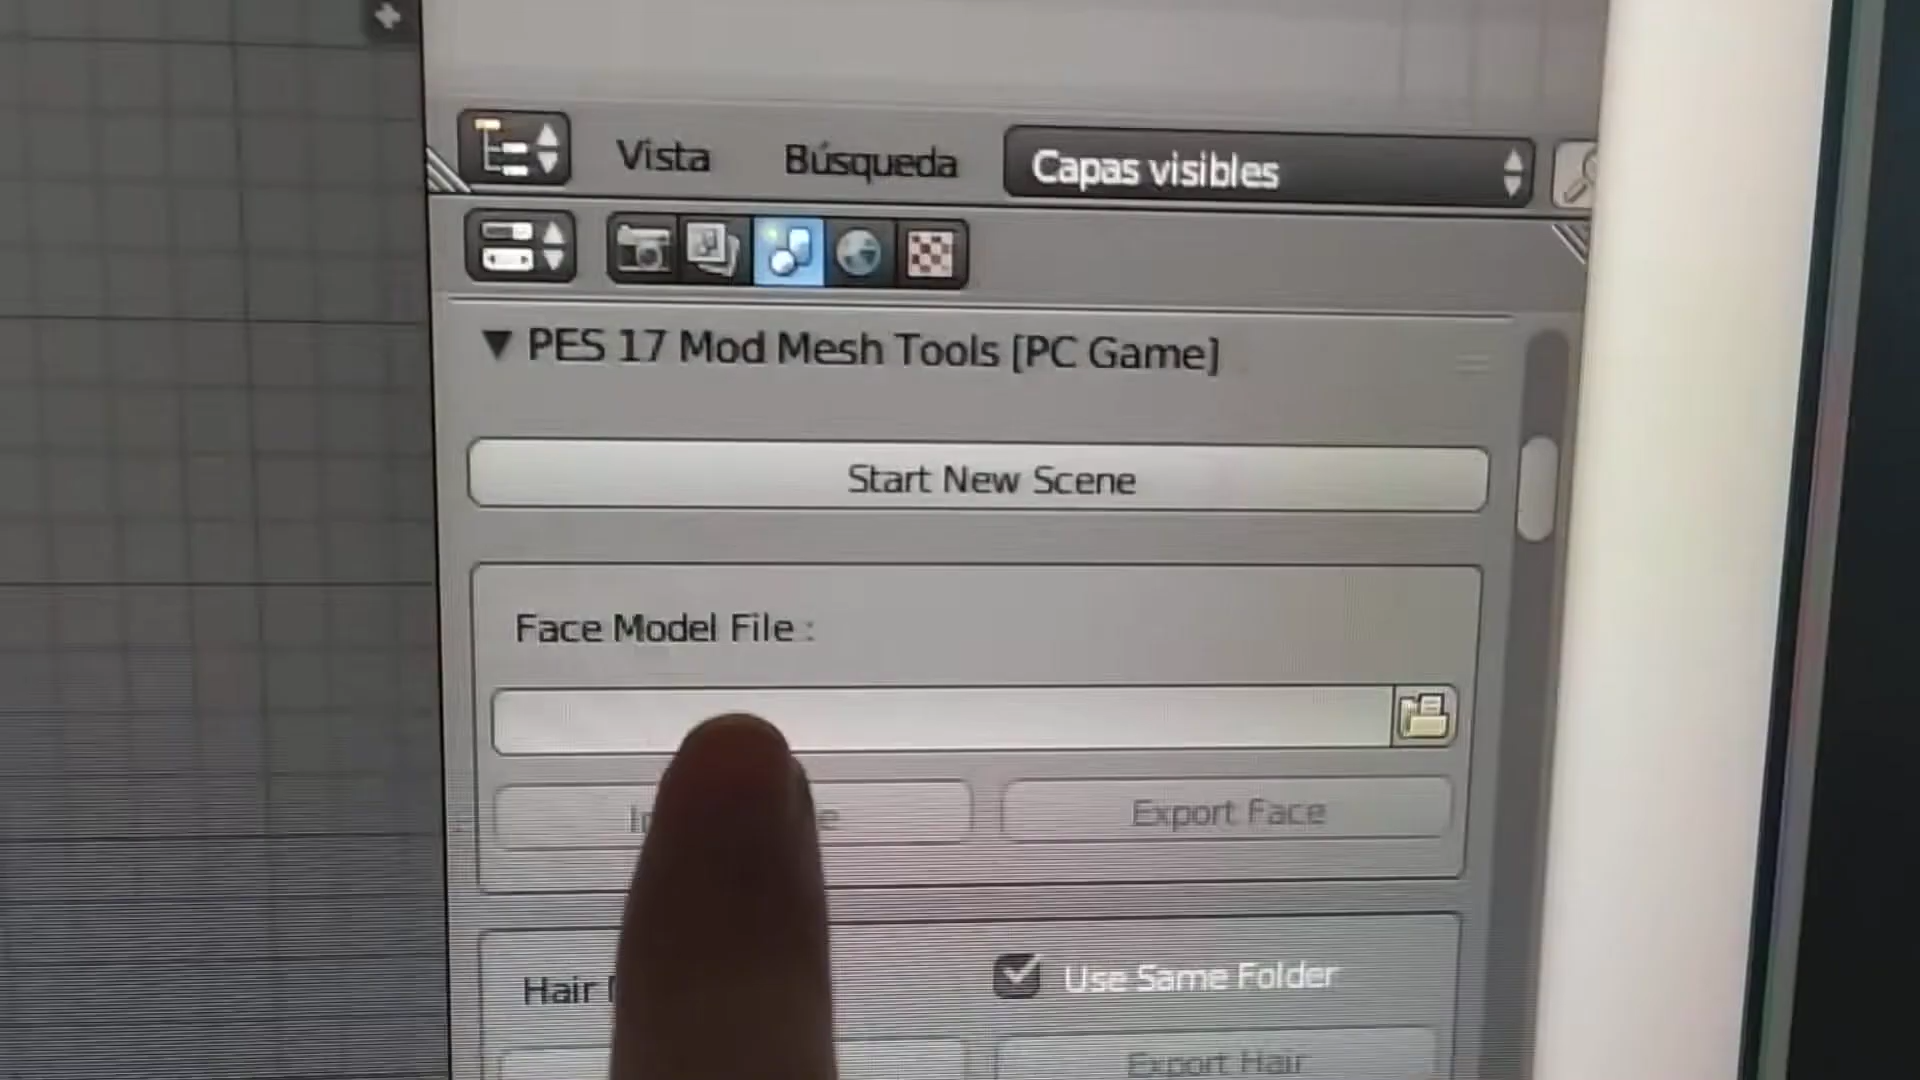 Vista Búsqueda Capas visibles
PES 17 Mod Mesh Tools [PC Game]
Start New Scene
Face Model File :
Export Face
Hair Use Same Folder
Export Hair